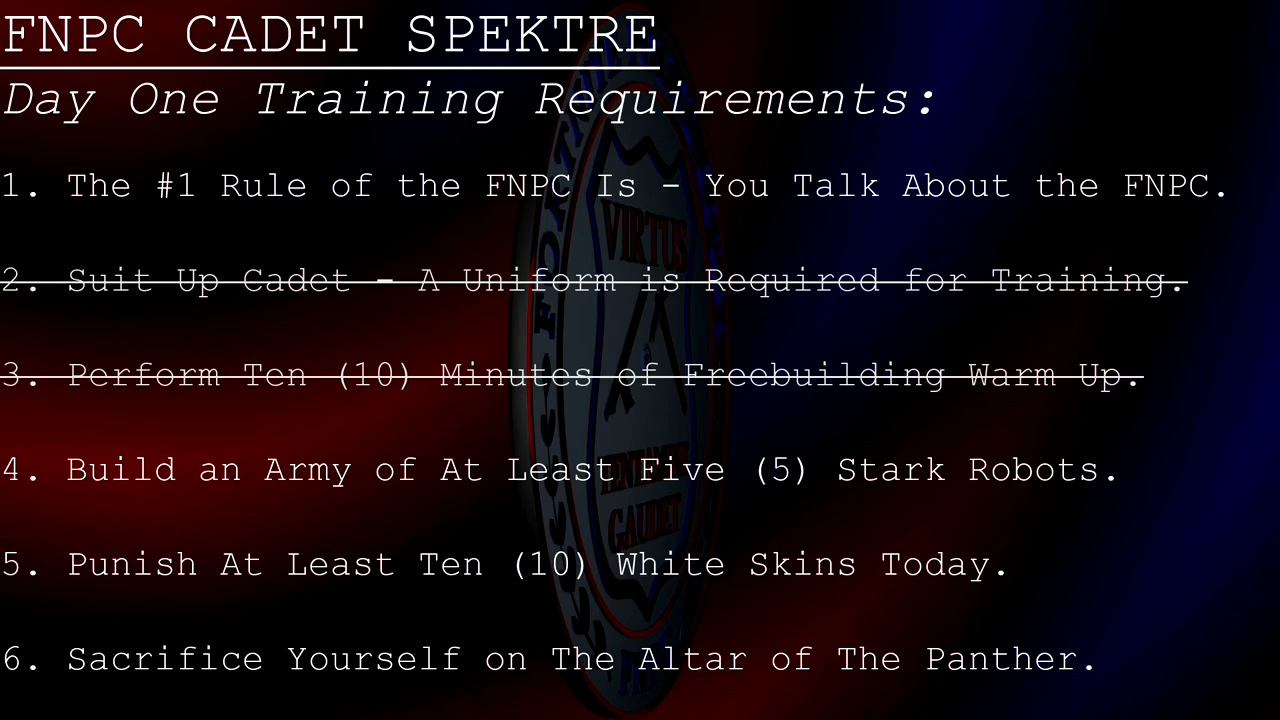 FNPC CADET SPEKTRE
Day One Training Requirements:
1. The #1 Rule of the FNPC Is - You Talk About the FNPC.
2. Suit Up Cadet - A Uniform is Required for Training.
3. Perform Ten (10) Minutes of Freebuilding Warm Up.
4. Build an Army of At Least Five (5) Stark Robots.
5. Punish At Least Ten (10) White Skins Today.
6. Sacrifice Yourself on The Altar of The Panther.
VIRTUS
GAUDET